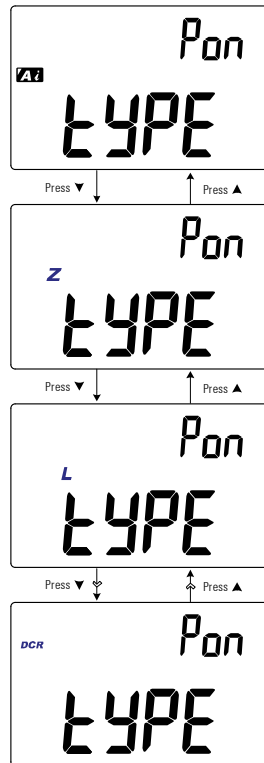 Pon
Ai
tYPE
Press ▼ Press ▲
Pon
Z
tYPE
Press ▼ Press ▲
Pon
L
tYPE
Press ▼ Press ▲
Pon
DCR
tYPE